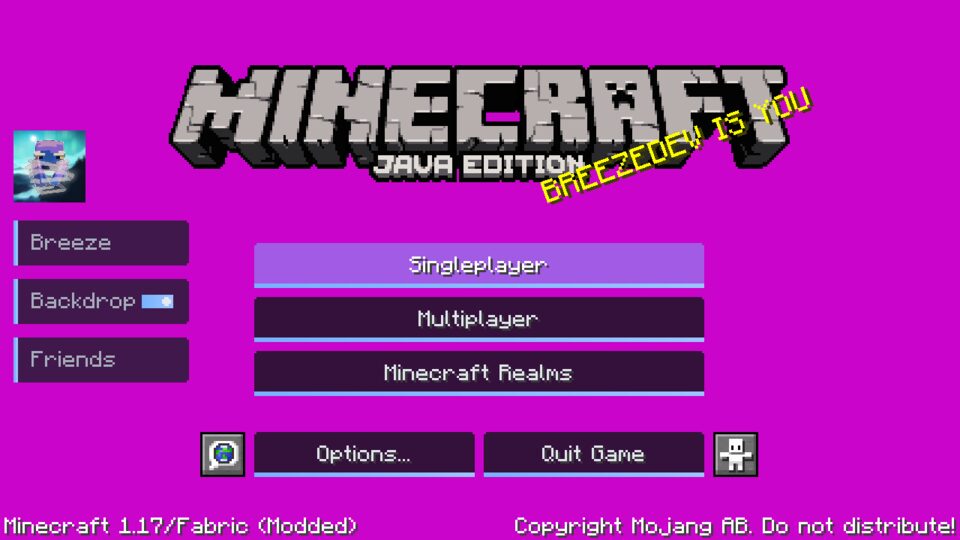 MINECRAFT
JAVA EDITION
BREEZEDEV IS YOU
Breeze
Backdrop
Friends
Singleplayer
Multiplayer
Minecraft Realms
Options...
Quit Game
Minecraft 1.17/Fabric (Modded)
Copyright Mojang AB. Do not distribute!